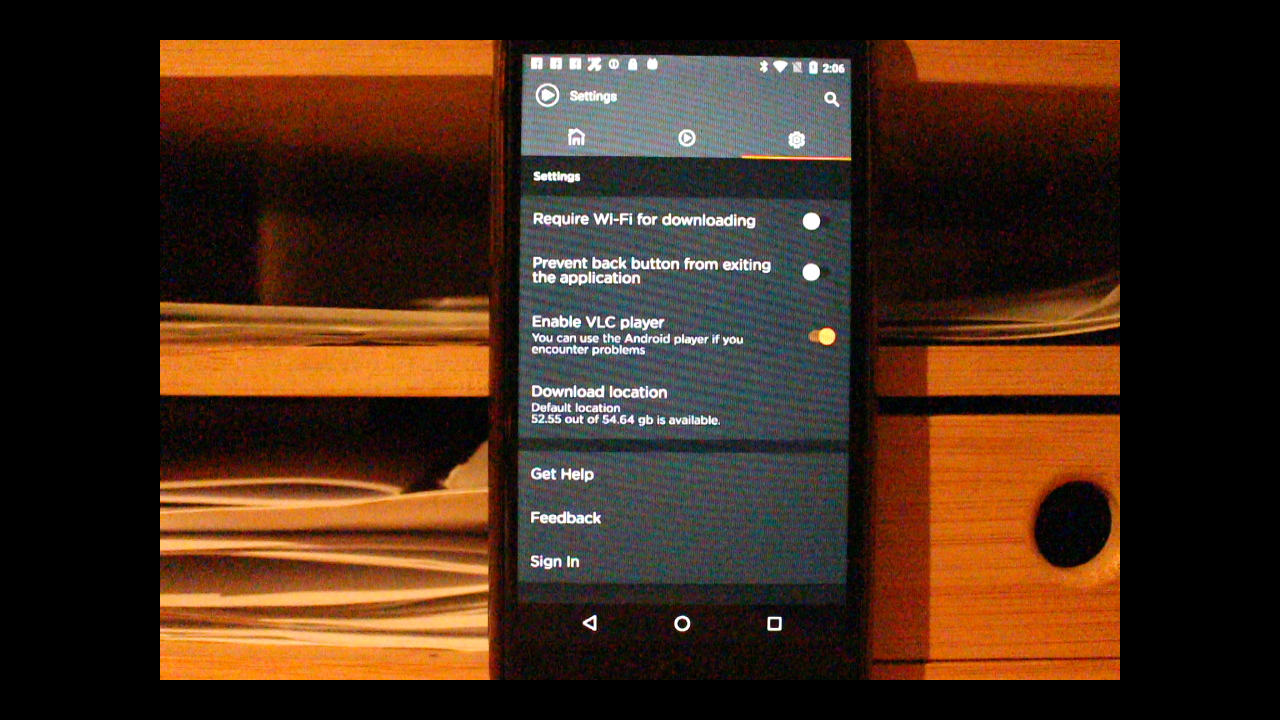 2:06
Settings
Settings
Require Wi-Fi for downloading
Prevent back button from exiting
the application
Enable VLC player
You can use the Android player if you
encounter problems
Download location
Default location
52.55 out of 54.64 gb is available.
Get Help
Feedback
Sign In